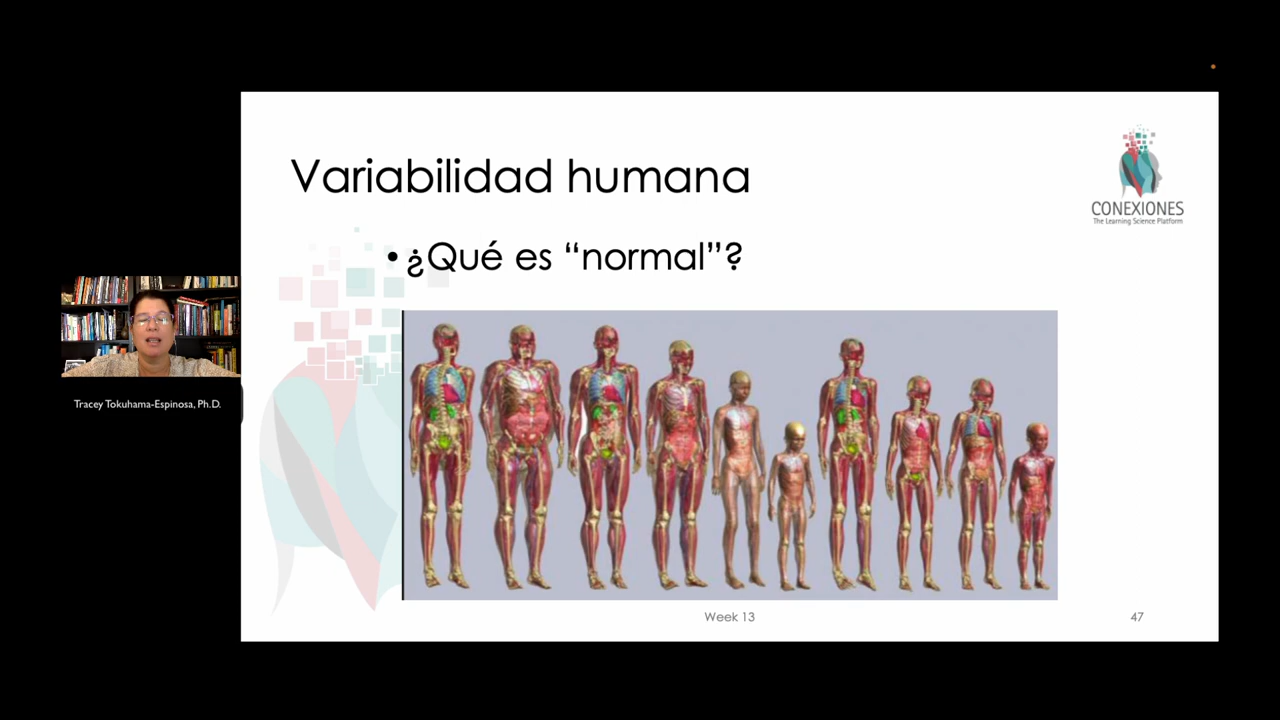 Variabilidad humana
CONEXIONES
The Learning Science Platform
• ¿Qué es “normal”?
Tracey Tokuhama-Espinosa, Ph.D.
Week 13
47